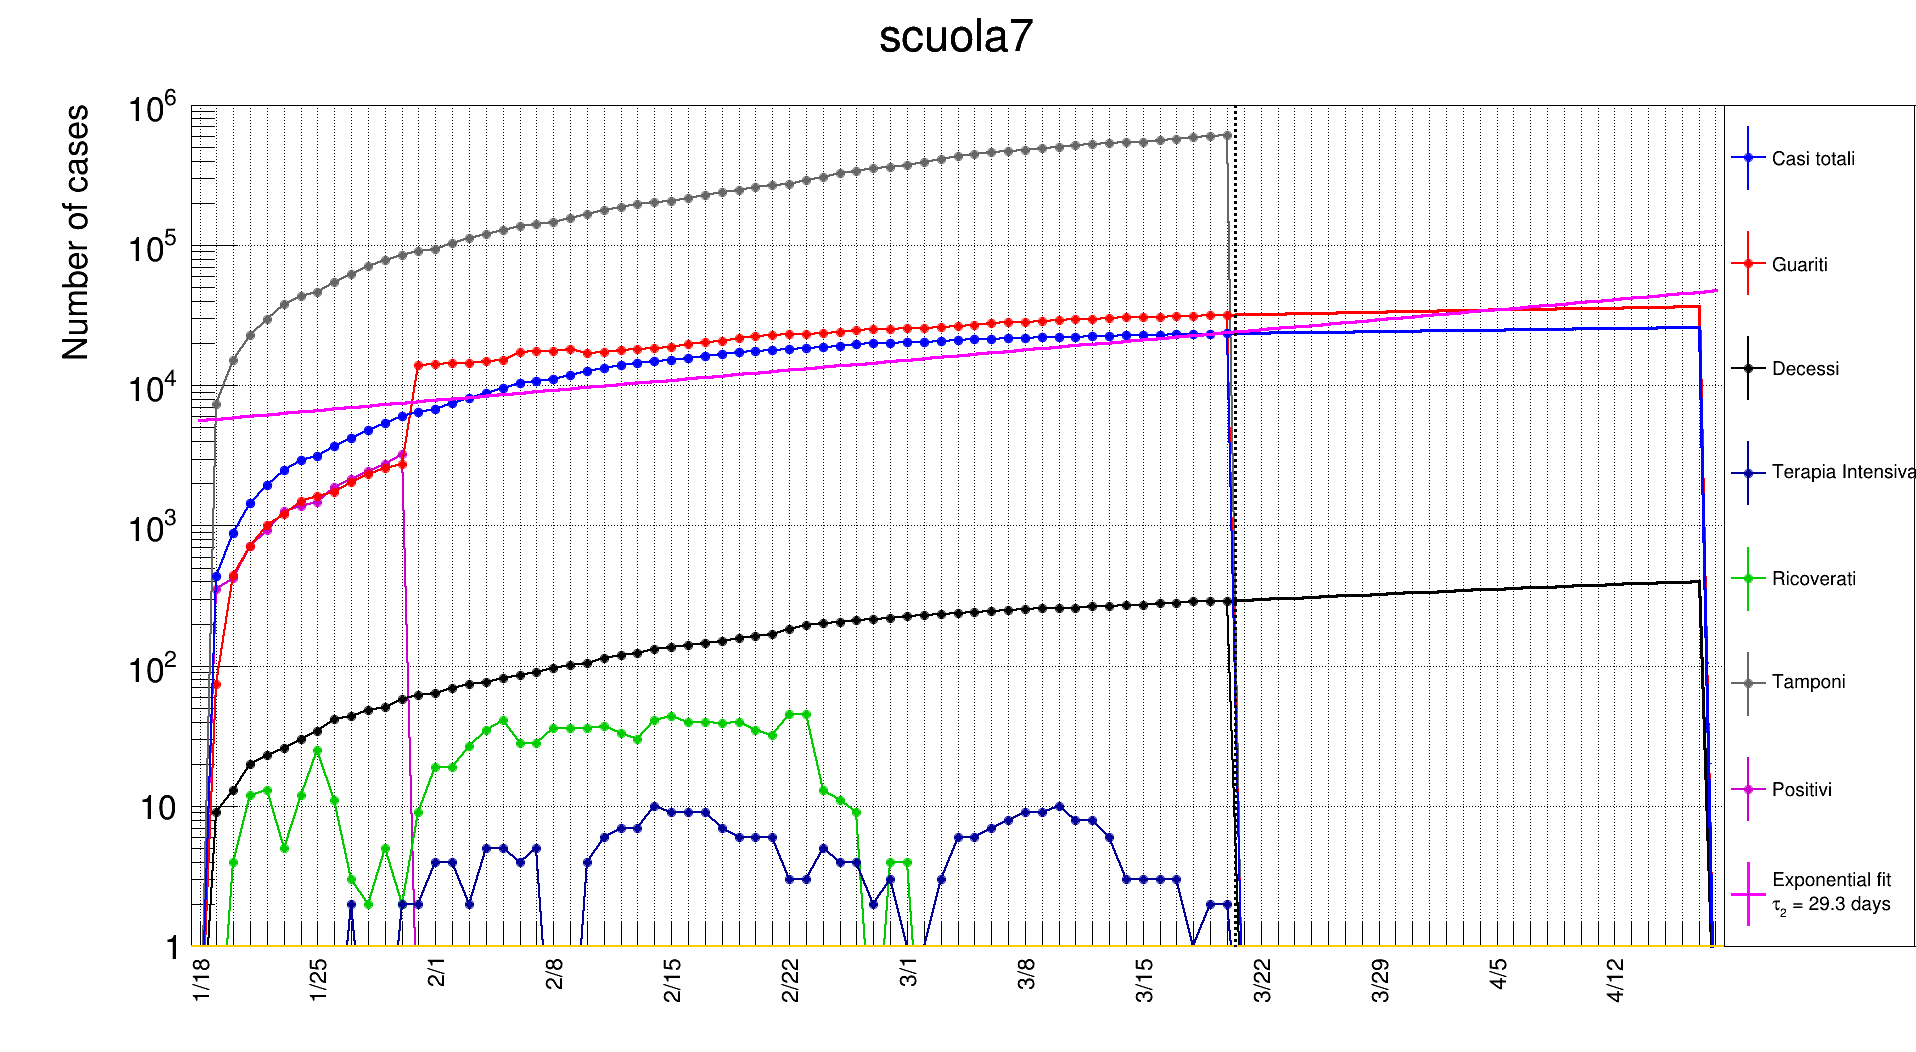 scuola7
Number of cases
10^6
10^5
10^4
10^3
10^2
10
1
1/18
1/25
2/1
2/8
2/15
2/22
3/1
3/8
3/15
3/22
3/29
4/5
4/12
Casi totali
Guariti
Decessi
Terapia Intensiva
Ricoverati
Tamponi
Positivi
Exponential fit
τ₂ = 29.3 days